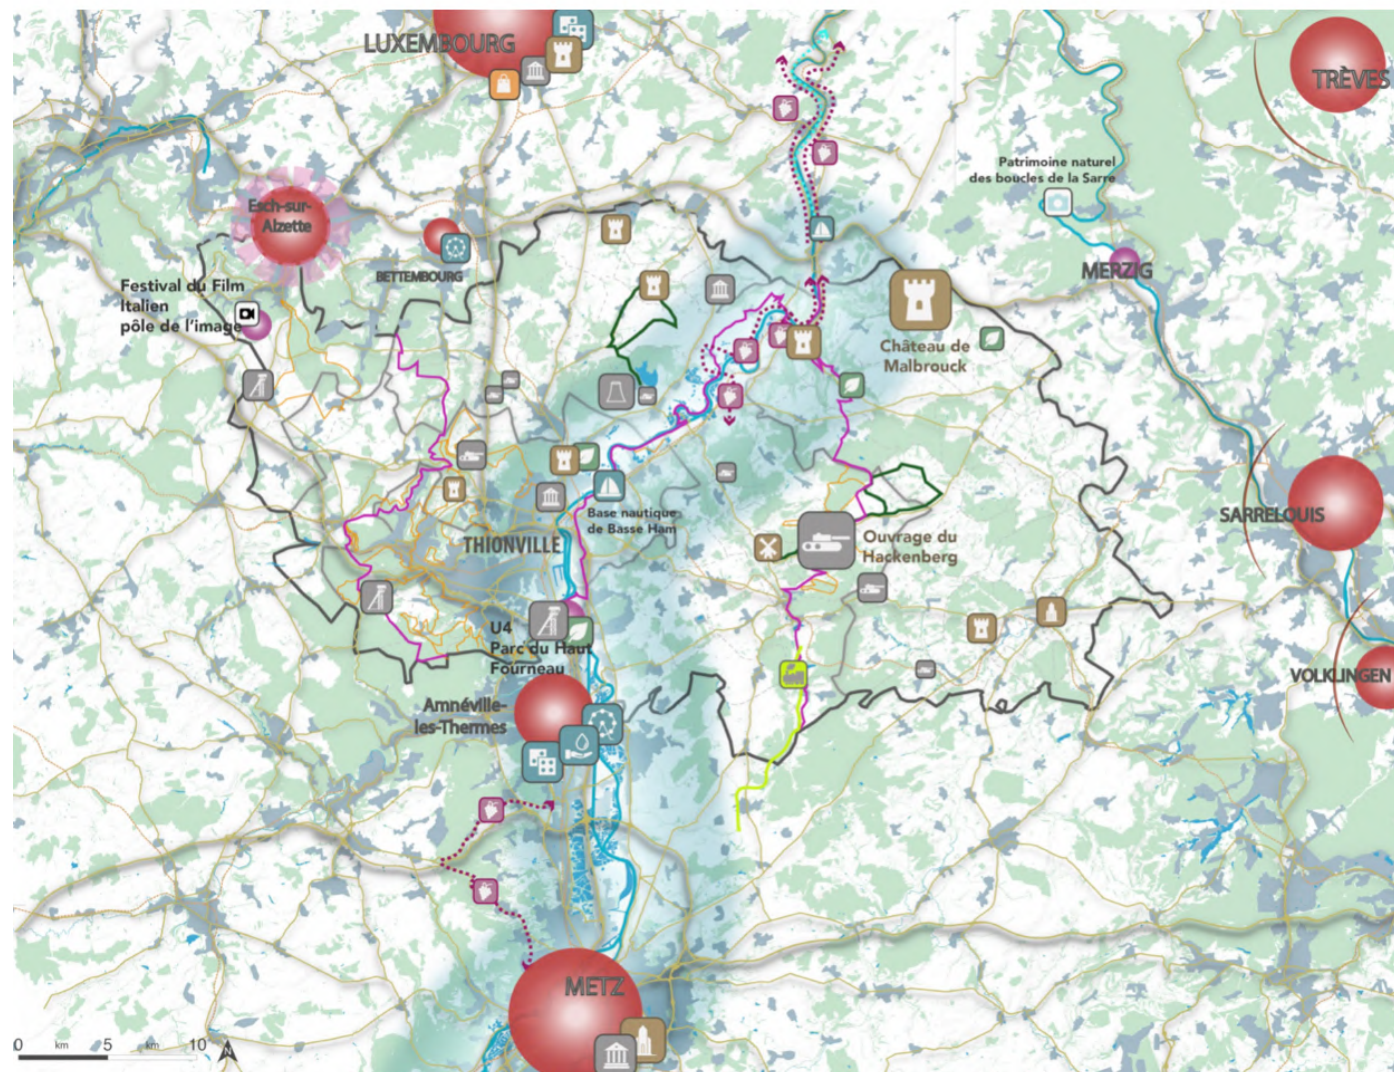 LUXEMBOURG
TRÈVES
Patrimoine naturel
des boucles de la Sarre
Esch-sur-
Alzette
BETTEMBOURG
MERZIG
Festival du Film
Italien
pôle de l'image
Château de
Malbrouck
Base nautique
de Basse Ham
THIONVILLE
Ouvrage du
Hackenberg
SARRELOUIS
U4
Parc du Haut
Fourneau
VOLKLINGEN
Amnéville-
les-Thermes
METZ
0 km 5 km 10
N